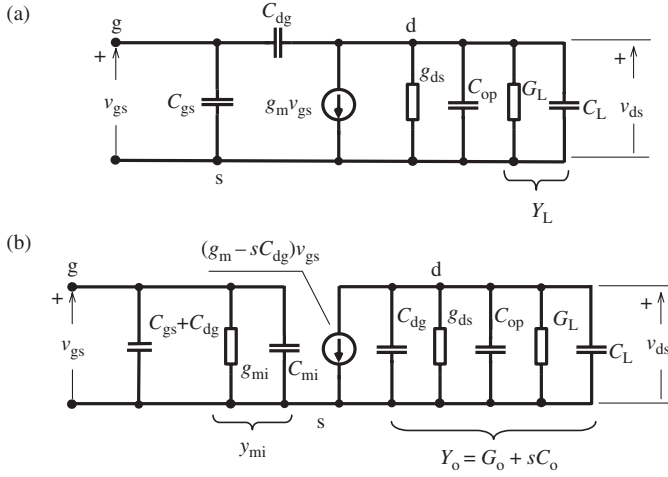 (a)
C_dg
g
d
+
+
v_gs
C_gs
g_m v_gs
g_ds
C_op
G_L
C_L
v_ds
s
Y_L
(b)
(g_m – sC_dg)v_gs
g
d
+
+
v_gs
C_gs+C_dg
g_mi
C_mi
C_dg
g_ds
C_op
G_L
C_L
v_ds
s
y_mi
Y_o = G_o + sC_o